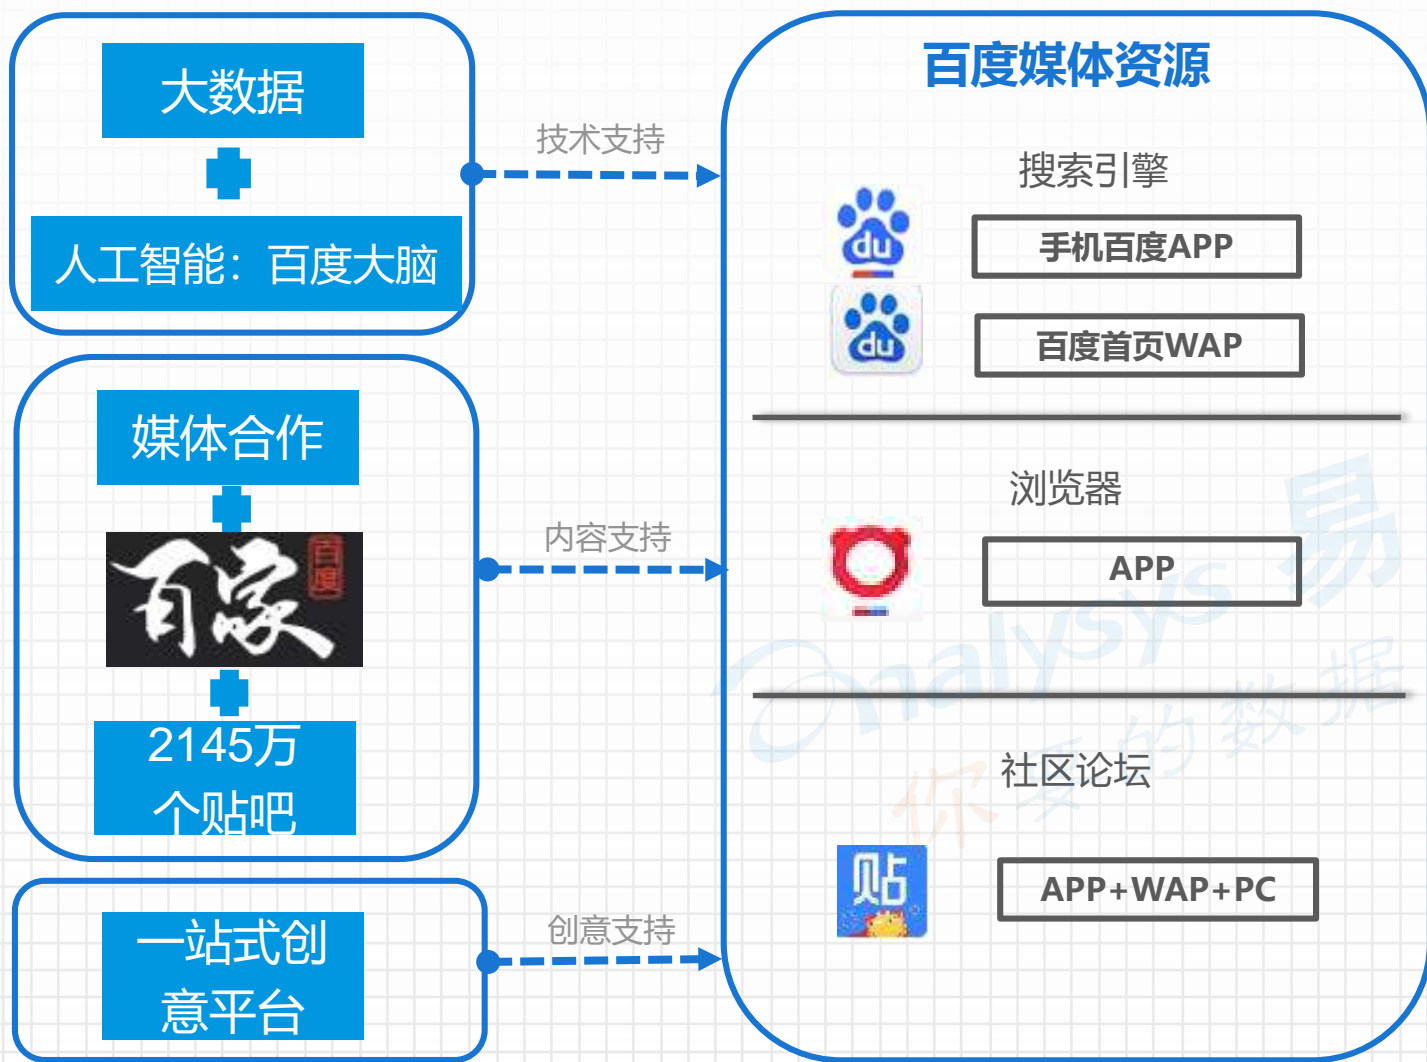 大数据
人工智能：百度大脑
技术支持
媒体合作
百家
百度
2145万
个贴吧
内容支持
一站式创
意平台
创意支持
百度媒体资源
搜索引擎
du
手机百度APP
du
百度首页WAP
浏览器
APP
社区论坛
贴
APP+WAP+PC
analysys 易
你要的数据